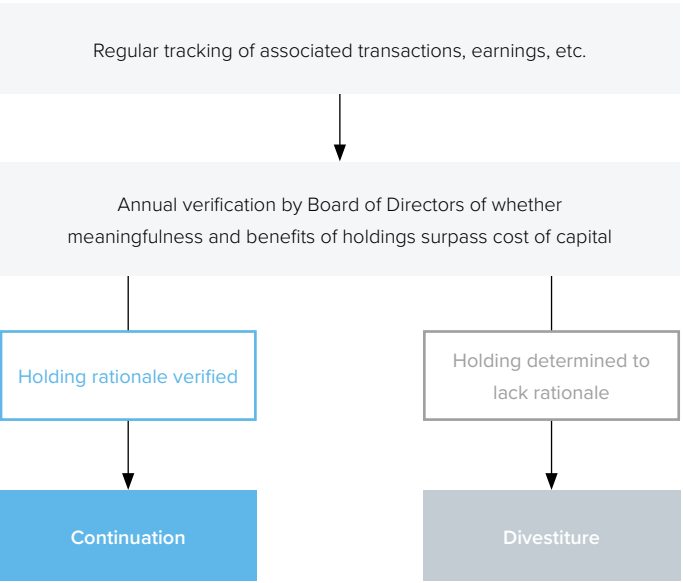 Regular tracking of associated transactions, earnings, etc.
Annual verification by Board of Directors of whether
meaningfulness and benefits of holdings surpass cost of capital
Holding rationale verified
Holding determined to
lack rationale
Continuation
Divestiture